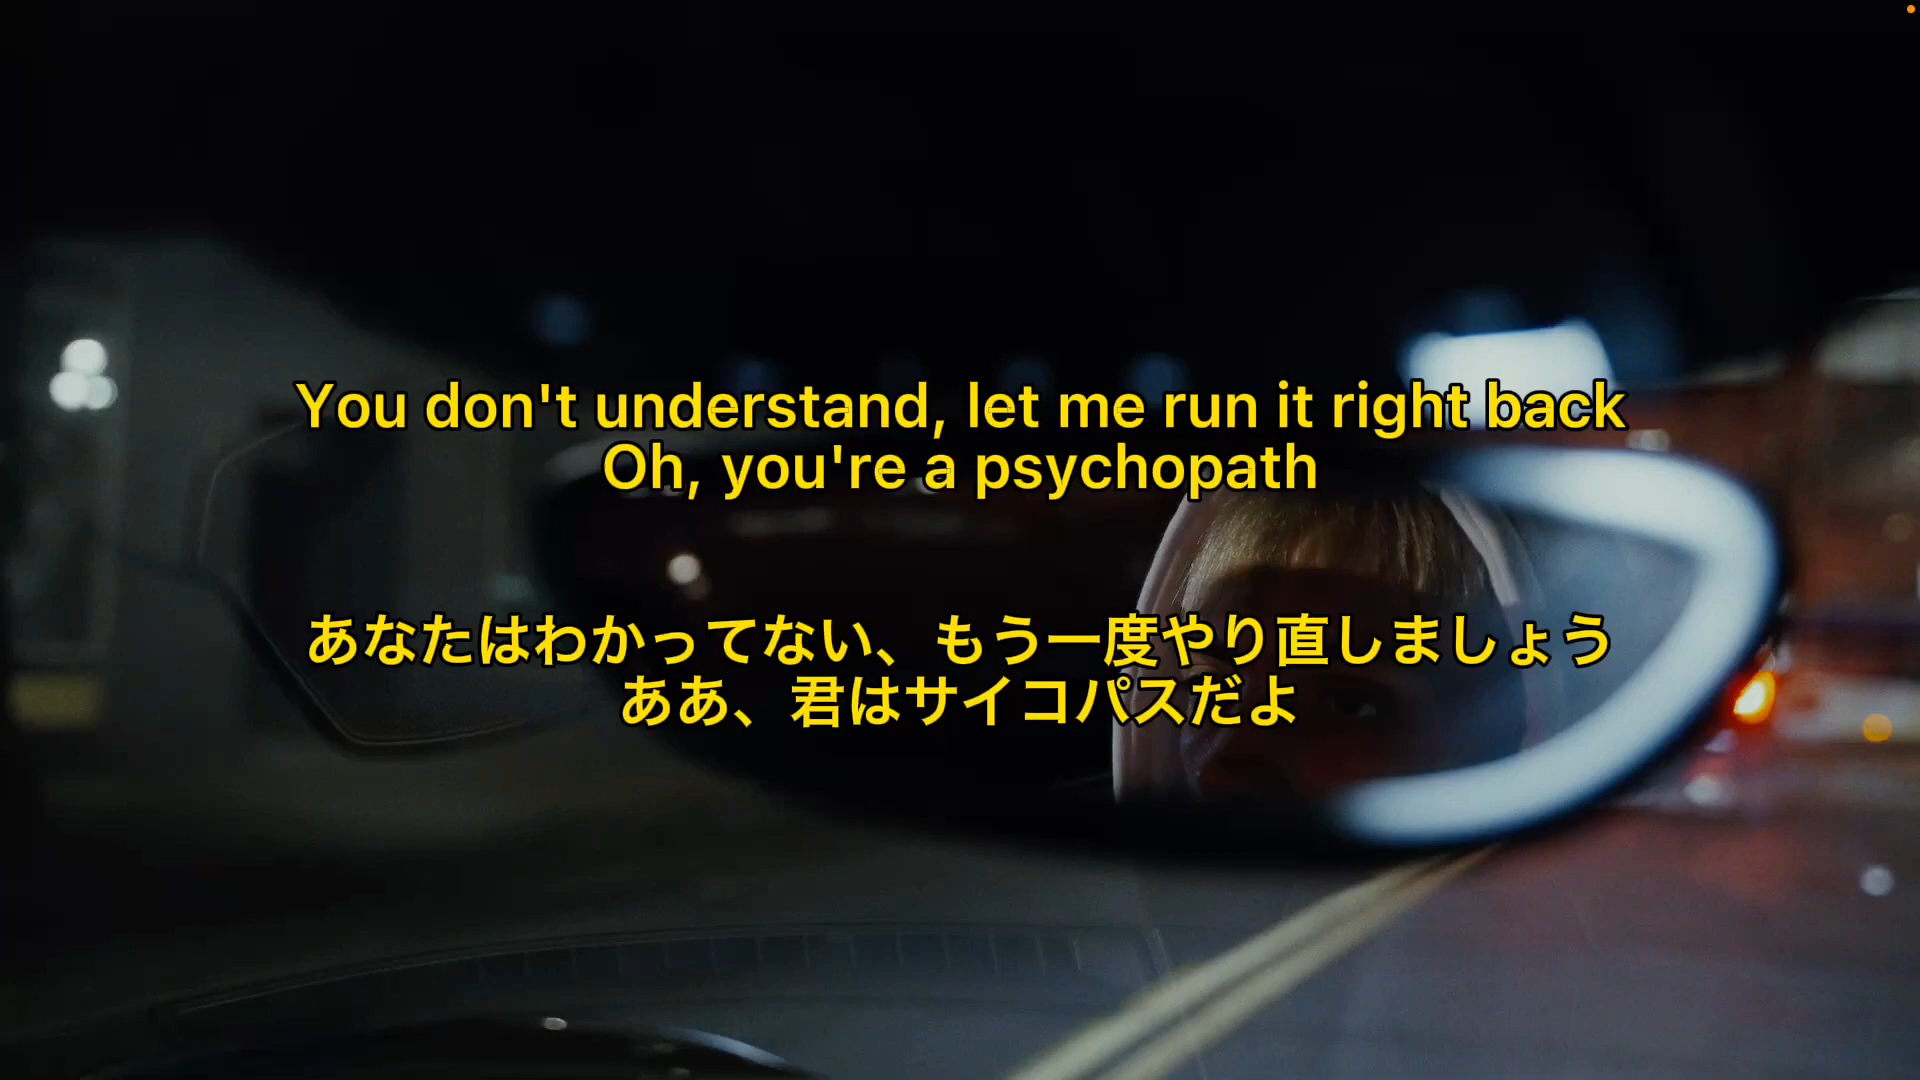 You don't understand, let me run it right back
Oh, you're a psychopath
あなたはわかってない、もう一度やり直しましょう
ああ、君はサイコパスだよ